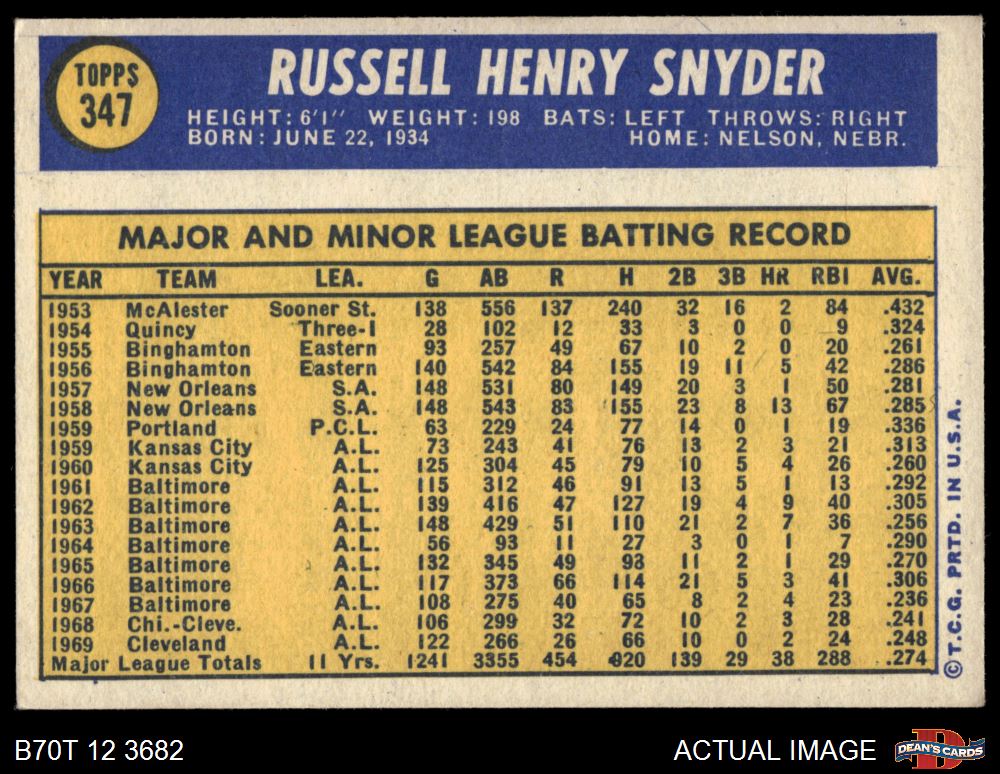 TOPPS
347
RUSSELL HENRY SNYDER
HEIGHT: 6'1" WEIGHT: 198 BATS: LEFT THROWS: RIGHT
BORN: JUNE 22, 1934 HOME: NELSON, NEBR.
MAJOR AND MINOR LEAGUE BATTING RECORD
YEAR TEAM LEA. G AB R H 2B 3B HR RBI AVG.
1953 McAlester Sooner St. 138 556 137 240 32 16 2 84 .432
1954 Quincy Three-I 28 102 12 33 3 0 0 9 .324
1955 Binghamton Eastern 93 257 49 67 10 2 0 20 .261
1956 Binghamton Eastern 140 542 84 155 19 11 5 42 .286
1957 New Orleans S.A. 148 531 80 149 20 3 1 50 .281
1958 New Orleans S.A. 148 543 83 155 23 8 13 67 .285
1959 Portland P.C.L. 63 229 24 77 14 0 1 19 .336
1959 Kansas City A.L. 73 243 41 76 13 2 3 21 .313
1960 Kansas City A.L. 125 304 45 79 10 5 4 26 .260
1961 Baltimore A.L. 115 312 46 91 13 5 1 13 .292
1962 Baltimore A.L. 139 416 47 127 19 4 9 40 .305
1963 Baltimore A.L. 148 429 51 110 21 2 7 36 .256
1964 Baltimore A.L. 56 93 11 27 3 0 1 7 .290
1965 Baltimore A.L. 132 345 49 93 11 2 1 29 .270
1966 Baltimore A.L. 117 373 66 114 21 5 3 41 .306
1967 Baltimore A.L. 108 275 40 65 8 2 4 23 .236
1968 Chi.-Cleve. A.L. 106 299 32 72 10 2 3 28 .241
1969 Cleveland A.L. 122 266 26 66 10 0 2 24 .248
Major League Totals 11 Yrs. 1241 3355 454 920 139 29 38 288 .274
©T.C.G. PRTD. IN U.S.A.
B70T 12 3682
ACTUAL IMAGE
D
DEAN'S CARDS